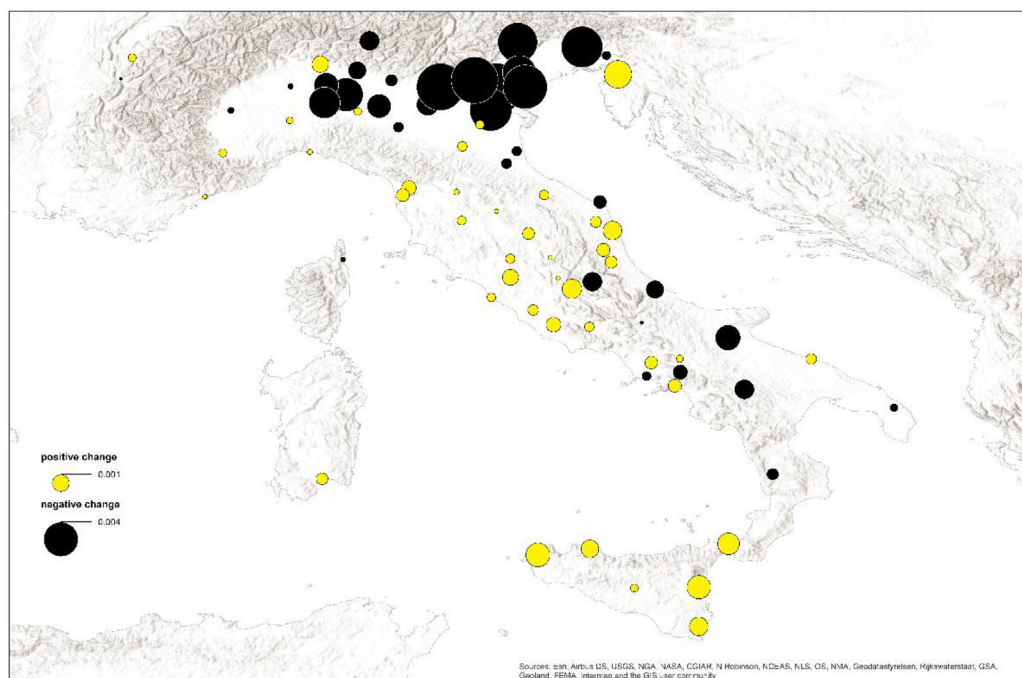 positive change
0.001
negative change
0.004
Sources: Esri, Airbus DS, USGS, NGA, NASA, CGIAR, N Robinson, NCEAS, NLS, OS, NMA, Geodatastyrelsen, Rijkswaterstaat, GSA,
Geoland, FEMA, Intermap and the GIS user community